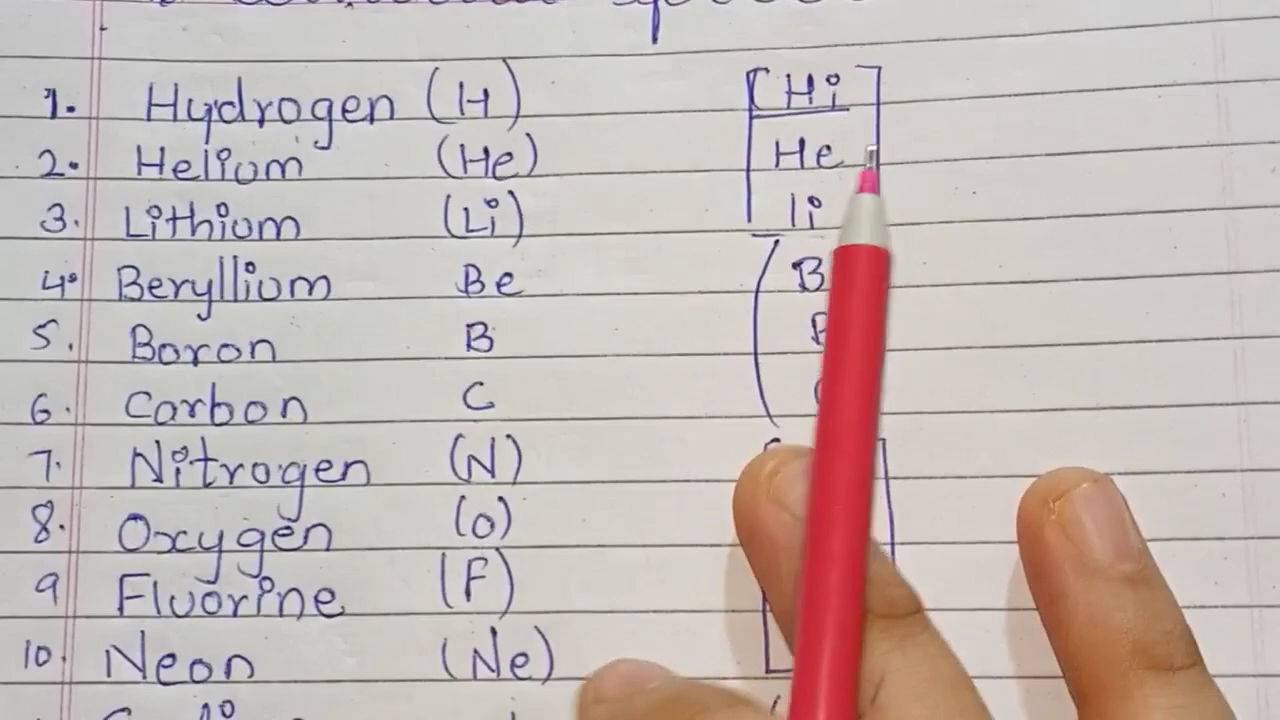 1. Hydrogen (H) [Hi]
2. Helium (He) He
3. Lithium (Li) li
4. Beryllium Be B
5. Boron B
6. Carbon C
7. Nitrogen (N)
8. Oxygen (O)
9 Fluorine (F)
10. Neon (Ne)